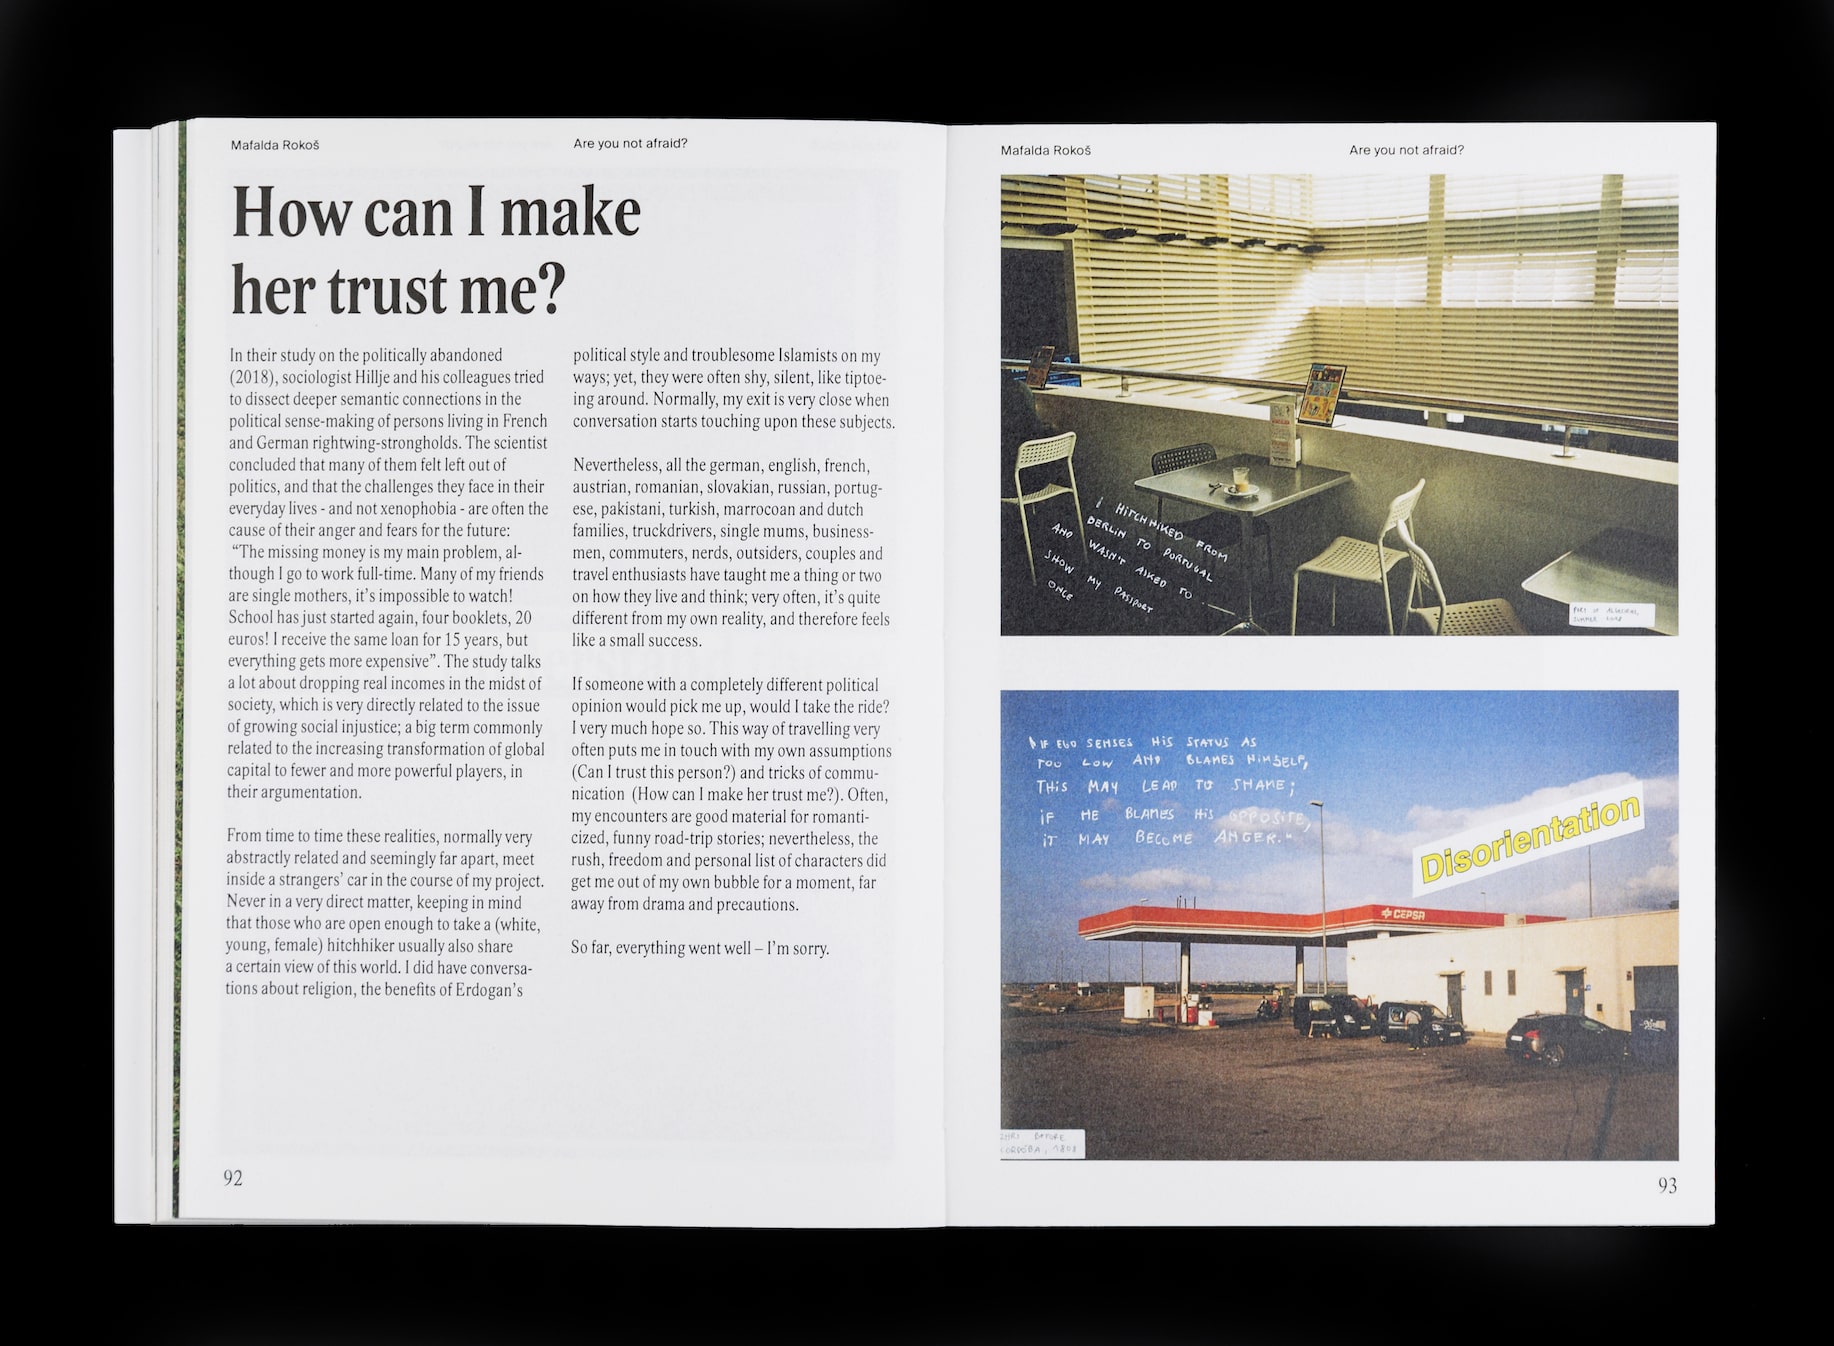 Mafalda Rokoš
Are you not afraid?
How can I make
her trust me?
In their study on the politically abandoned
(2018), sociologist Hillje and his colleagues tried
to dissect deeper semantic connections in the
political sense-making of persons living in French
and German rightwing-strongholds. The scientist
concluded that many of them felt left out of
politics, and that the challenges they face in their
everyday lives - and not xenophobia - are often the
cause of their anger and fears for the future:
“The missing money is my main problem, al-
though I go to work full-time. Many of my friends
are single mothers, it’s impossible to watch!
School has just started again, four booklets, 20
euros! I receive the same loan for 15 years, but
everything gets more expensive”. The study talks
a lot about dropping real incomes in the midst of
society, which is very directly related to the issue
of growing social injustice; a big term commonly
related to the increasing transformation of global
capital to fewer and more powerful players, in
their argumentation.
From time to time these realities, normally very
abstractly related and seemingly far apart, meet
inside a strangers’ car in the course of my project.
Never in a very direct matter, keeping in mind
that those who are open enough to take a (white,
young, female) hitchhiker usually also share
a certain view of this world. I did have conversa-
tions about religion, the benefits of Erdogan’s
political style and troublesome Islamists on my
ways; yet, they were often shy, silent, like tiptoe-
ing around. Normally, my exit is very close when
conversation starts touching upon these subjects.
Nevertheless, all the german, english, french,
austrian, romanian, slovakian, russian, portug-
ese, pakistani, turkish, marrocoan and dutch
families, truckdrivers, single mums, business-
men, commuters, nerds, outsiders, couples and
travel enthusiasts have taught me a thing or two
on how they live and think; very often, it’s quite
different from my own reality, and therefore feels
like a small success.
If someone with a completely different political
opinion would pick me up, would I take the ride?
I very much hope so. This way of travelling very
often puts me in touch with my own assumptions
(Can I trust this person?) and tricks of commu-
nication (How can I make her trust me?). Often,
my encounters are good material for romanti-
cized, funny road-trip stories; nevertheless, the
rush, freedom and personal list of characters did
get me out of my own bubble for a moment, far
away from drama and precautions.
So far, everything went well – I’m sorry.
92
Mafalda Rokoš
Are you not afraid?
I HITCHHIKED FROM
BERLIN TO PORTUGAL
AND WASN'T ASKED TO
SHOW MY PASSPORT
ONCE
PORT OF ALGECIRAS,
SUMMER 2018
"IF EGO SENSES HIS STATUS AS
TOO LOW AND BLAMES HIMSELF,
THIS MAY LEAD TO SHAME;
IF HE BLAMES HIS OPPOSITE,
IT MAY BECOME ANGER."
Disorientation
CEPSA
2HRS BEFORE
CORDOBA,
93